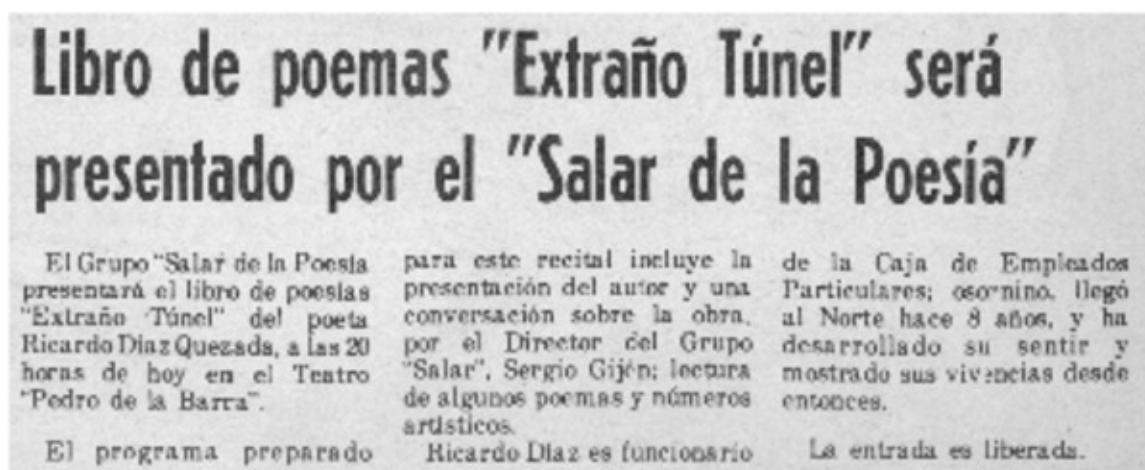 Libro de poemas "Extraño Túnel" será
presentado por el "Salar de la Poesía"
El Grupo "Salar de la Poesía
presentará el libro de poesías
"Extraño Túnel" del poeta
Ricardo Díaz Quezada, a las 20
horas de hoy en el Teatro
"Pedro de la Barra".
El programa preparado
para este recital incluye la
presentación del autor y una
conversación sobre la obra,
por el Director del Grupo
"Salar", Sergio Gijón; lectura
de algunos poemas y números
artísticos.
Ricardo Díaz es funcionario
de la Caja de Empleados
Particulares; osornino, llegó
al Norte hace 8 años, y ha
desarrollado su sentir y
mostrado sus vivencias desde
entonces.
La entrada es liberada.